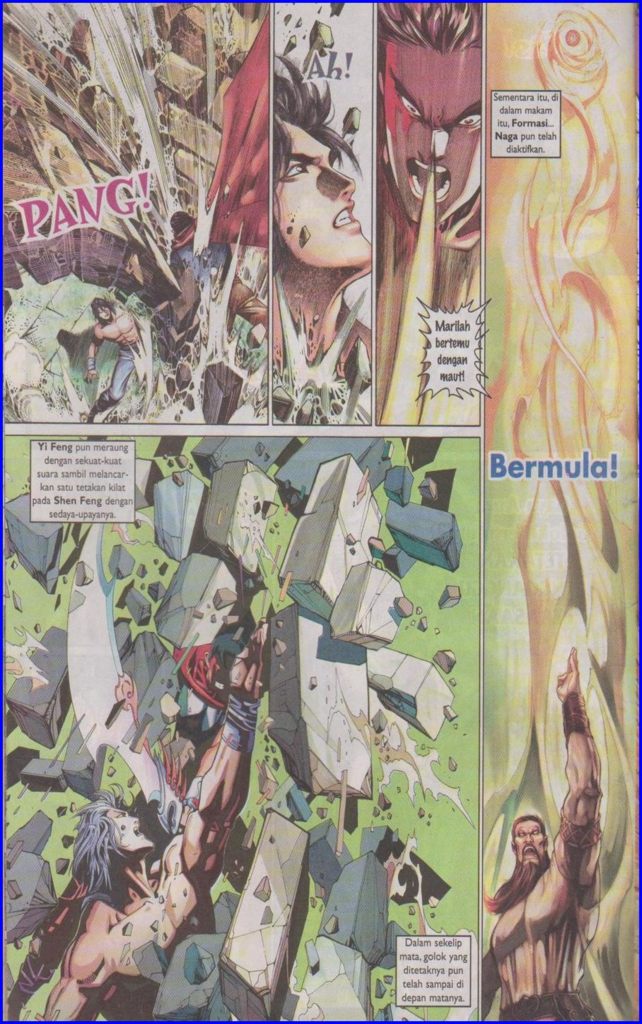 PANG!
Ah!
Marilah
bertemu
dengan
maut!
Sementara itu, di
dalam makam
itu, Formasi...
Naga pun telah
diaktifkan.
Bermula!
Yi Feng pun meraung
dengan sekuat-kuat
suara sambil melancar-
kan satu tetakan kilat
pada Shen Feng dengan
sedaya-upayanya.
Dalam sekelip
mata, golok yang
ditetaknya pun
telah sampai di
depan matanya.